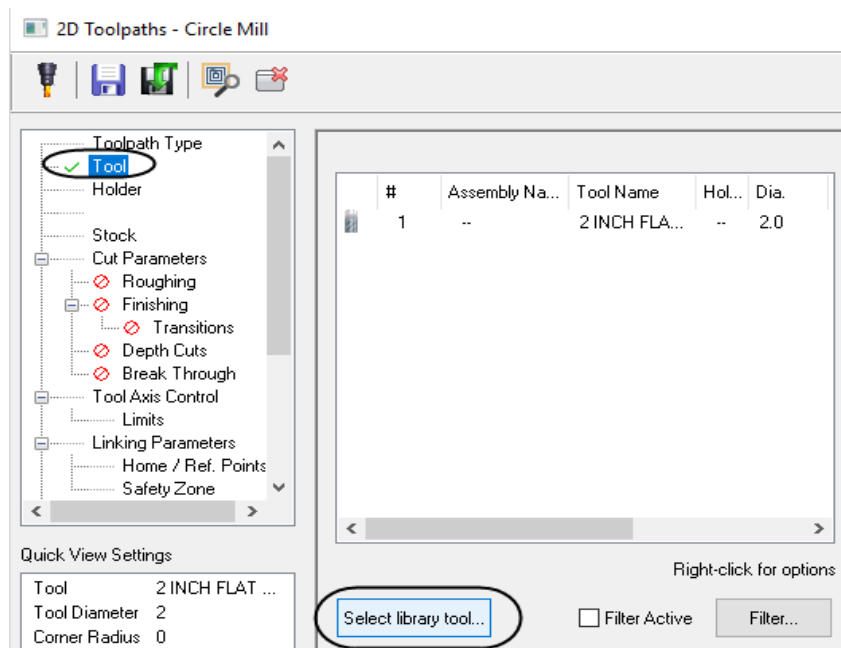 2D Toolpaths - Circle Mill
Toolpath Type
Tool
Holder
Stock
Cut Parameters
Roughing
Finishing
Transitions
Depth Cuts
Break Through
Tool Axis Control
Limits
Linking Parameters
Home / Ref. Points
Safety Zone
# Assembly Na... Tool Name Hol... Dia.
1 -- 2 INCH FLA... -- 2.0
Right-click for options
Quick View Settings
Tool 2 INCH FLAT ...
Tool Diameter 2
Corner Radius 0
Select library tool...
Filter Active
Filter...